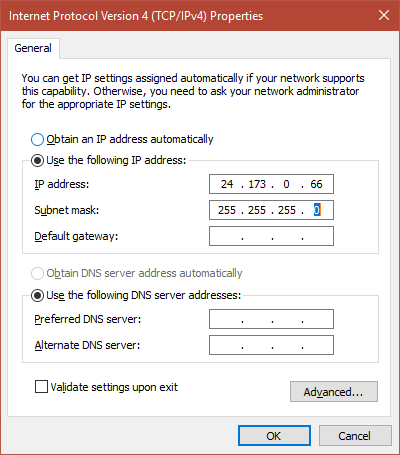 Internet Protocol Version 4 (TCP/IPv4) Properties
General
You can get IP settings assigned automatically if your network supports
this capability. Otherwise, you need to ask your network administrator
for the appropriate IP settings.
Obtain an IP address automatically
Use the following IP address:
IP address: 24 . 173 . 0 . 66
Subnet mask: 255 . 255 . 255 . 0
Default gateway: . . .
Obtain DNS server address automatically
Use the following DNS server addresses:
Preferred DNS server: . . .
Alternate DNS server: . . .
Validate settings upon exit
Advanced...
OK Cancel